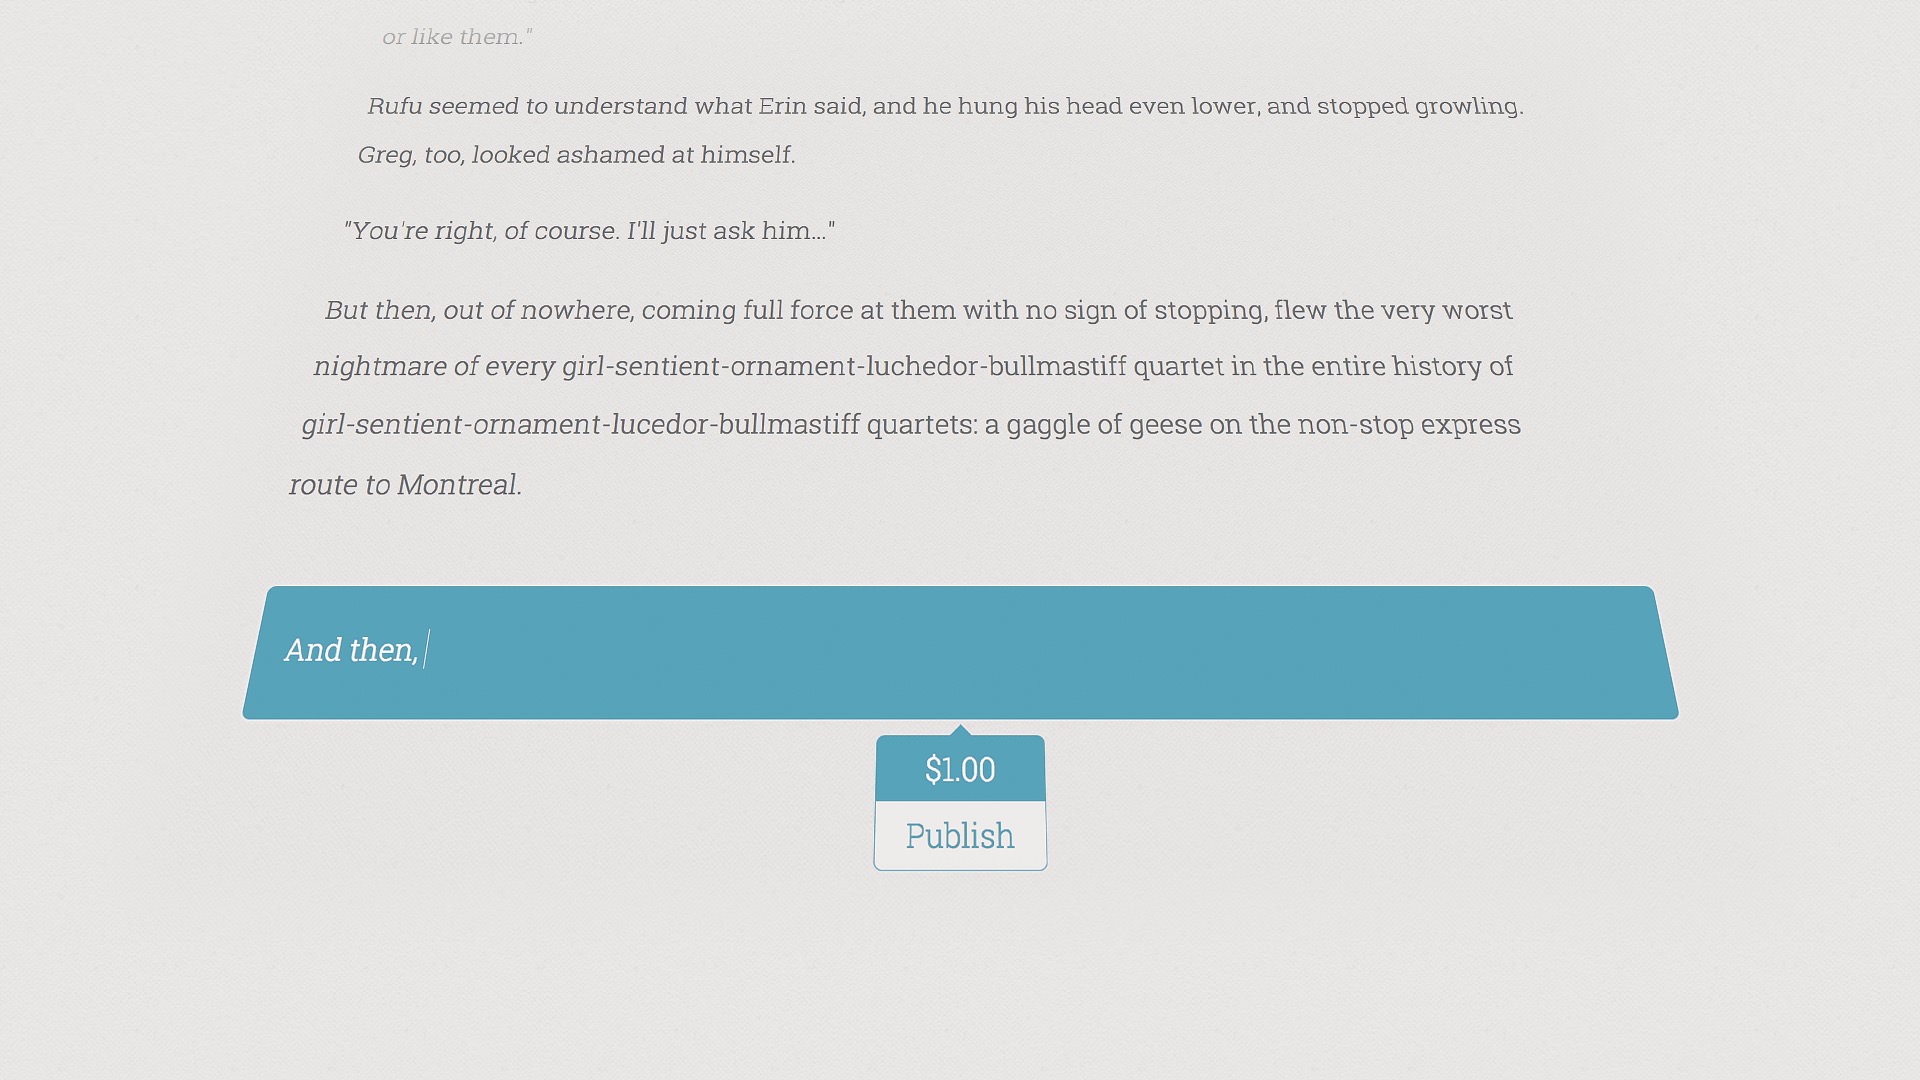 or like them."
Rufu seemed to understand what Erin said, and he hung his head even lower, and stopped growling.
Greg, too, looked ashamed at himself.
"You're right, of course. I'll just ask him..."
But then, out of nowhere, coming full force at them with no sign of stopping, flew the very worst
nightmare of every girl-sentient-ornament-luchedor-bullmastiff quartet in the entire history of
girl-sentient-ornament-lucedor-bullmastiff quartets: a gaggle of geese on the non-stop express
route to Montreal.
And then,
$1.00
Publish